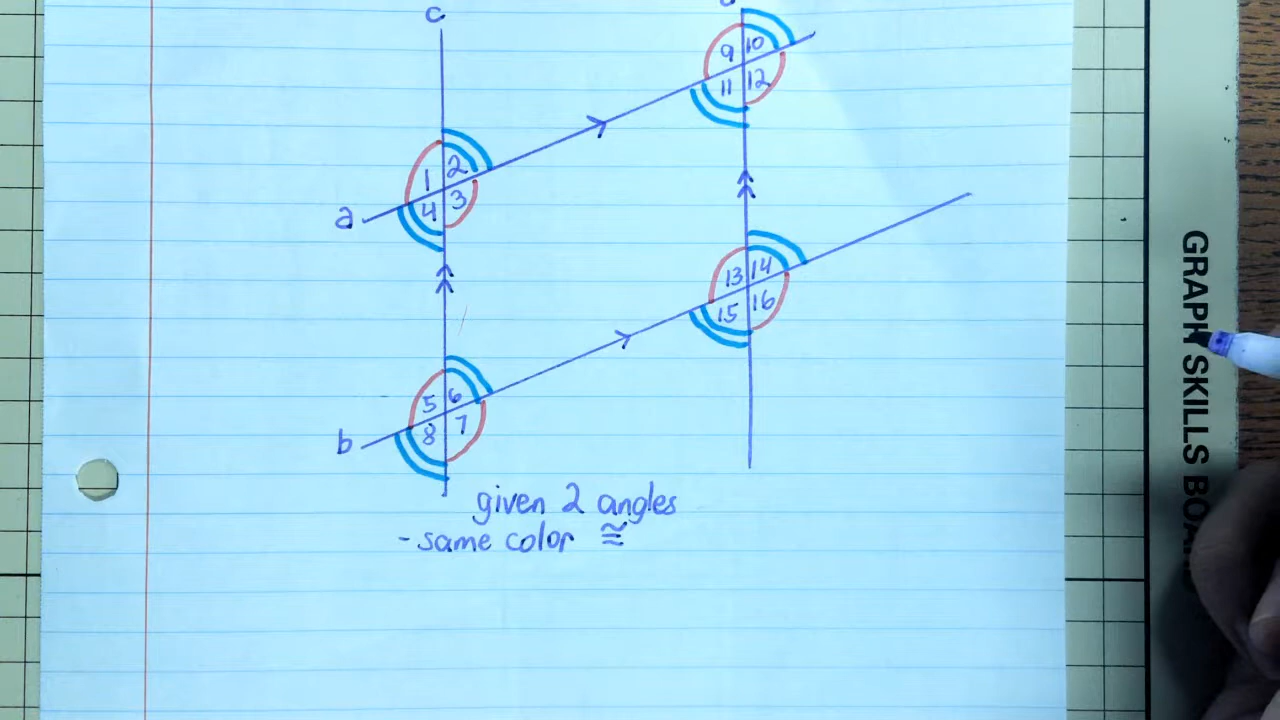 c
9 10
11 12
1 2
a 4 3
13 14
15 16
5 6
b 8 7
given 2 angles
- same color ≅
GRAPH SKILLS